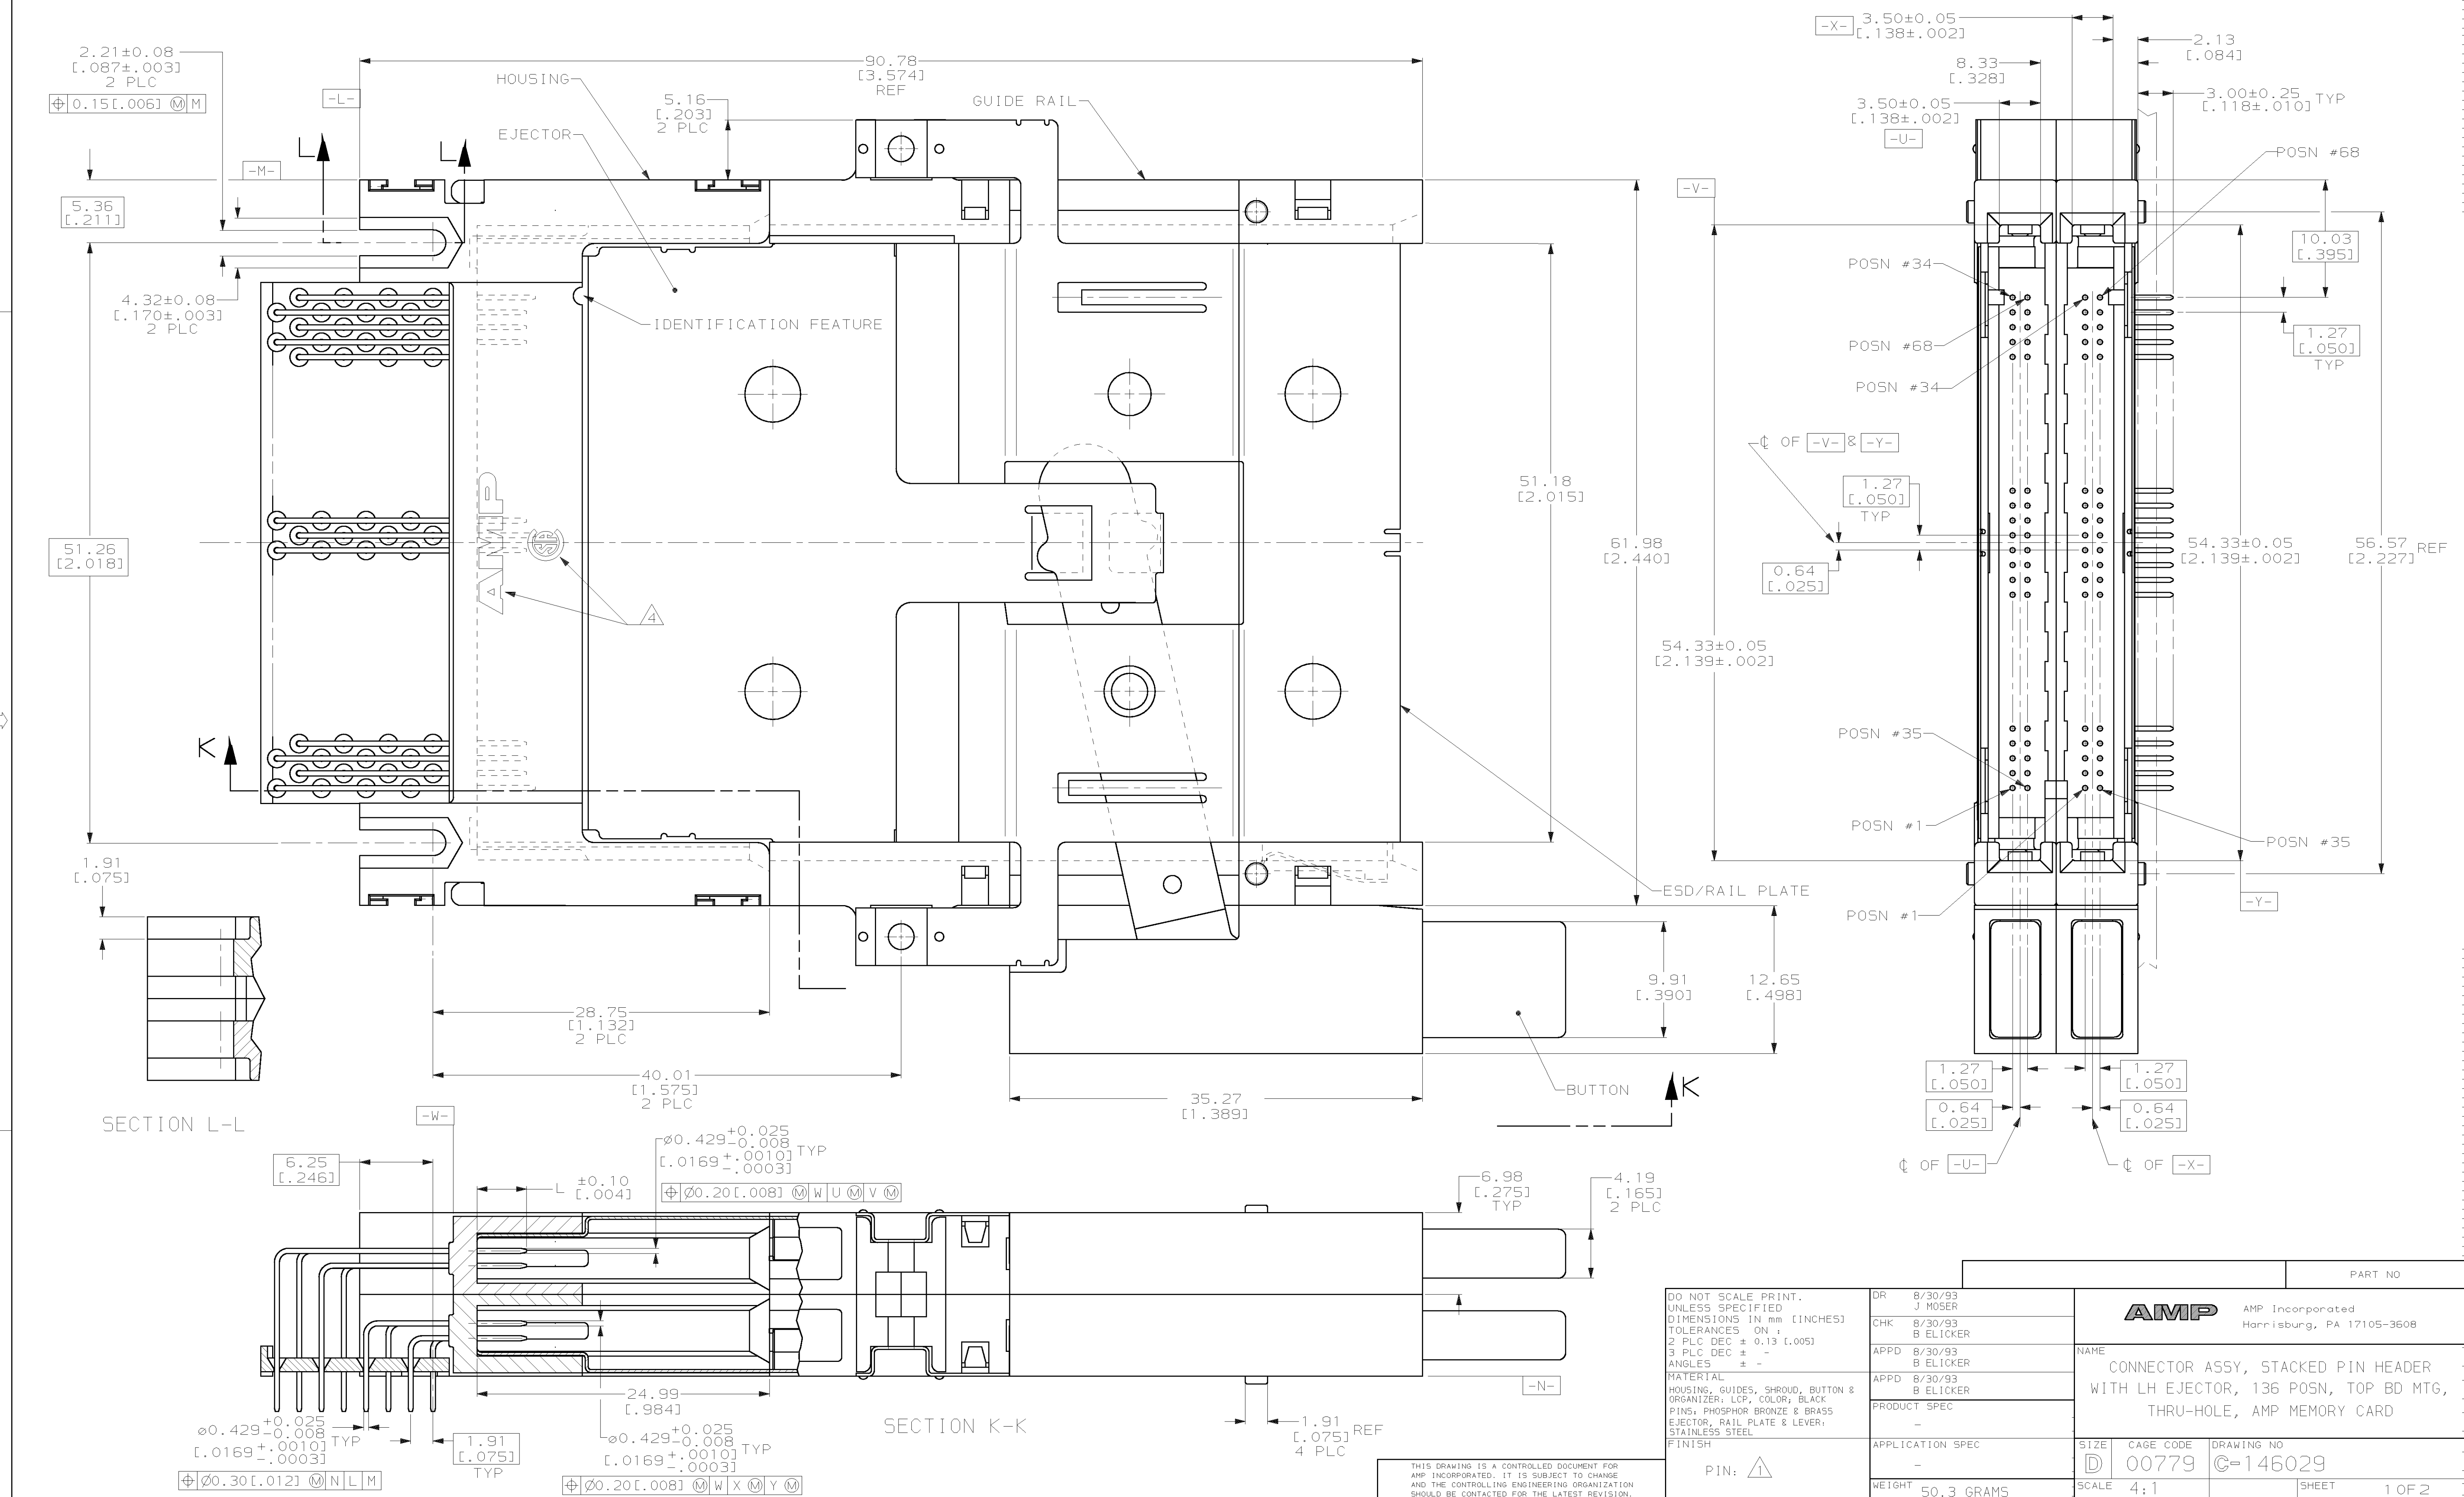 2.21±0.08
[.087±.003]
2 PLC
⌖ 0.15[.006] Ⓜ M
-L-
-M-
L
L
5.36
[.211]
4.32±0.08
[.170±.003]
2 PLC
51.26
[2.018]
HOUSING
EJECTOR
5.16
[.203]
2 PLC
90.78
[3.574]
REF
GUIDE RAIL
IDENTIFICATION FEATURE
AMP
4
51.18
[2.015]
61.98
[2.440]
K
1.91
[.075]
SECTION L-L
28.75
[1.132]
2 PLC
40.01
[1.575]
2 PLC
ESD/RAIL PLATE
9.91
[.390]
12.65
[.498]
BUTTON
35.27
[1.389]
K
-X-
3.50±0.05
[.138±.002]
2.13
[.084]
8.33
[.328]
3.50±0.05
[.138±.002]
-U-
3.00±0.25
[.118±.010] TYP
POSN #68
-V-
POSN #34
10.03
[.395]
POSN #68
POSN #34
1.27
[.050]
TYP
℄ OF -V- & -Y-
1.27
[.050]
TYP
0.64
[.025]
54.33±0.05
[2.139±.002]
56.57 REF
[2.227]
54.33±0.05
[2.139±.002]
POSN #35
POSN #1
POSN #35
POSN #1
-Y-
1.27
[.050]
1.27
[.050]
0.64
[.025]
0.64
[.025]
℄ OF -U-
℄ OF -X-
-W-
6.25
[.246]
L ±0.10
[.004]
⌀0.429 +0.025 -0.008 TYP
[.0169 +.0010 -.0003]
⌖ ⌀0.20[.008] Ⓜ W U Ⓜ V Ⓜ
6.98
[.275]
TYP
4.19
[.165]
2 PLC
24.99
[.984]
SECTION K-K
-N-
⌀0.429 +0.025 -0.008 TYP
[.0169 +.0010 -.0003]
⌖ ⌀0.30[.012] Ⓜ N L M
1.91
[.075]
TYP
⌀0.429 +0.025 -0.008 TYP
[.0169 +.0010 -.0003]
⌖ ⌀0.20[.008] Ⓜ W X Ⓜ Y Ⓜ
1.91 REF
[.075]
4 PLC
THIS DRAWING IS A CONTROLLED DOCUMENT FOR
AMP INCORPORATED. IT IS SUBJECT TO CHANGE
AND THE CONTROLLING ENGINEERING ORGANIZATION
SHOULD BE CONTACTED FOR THE LATEST REVISION.
PART NO
DO NOT SCALE PRINT.
UNLESS SPECIFIED
DIMENSIONS IN mm [INCHES]
TOLERANCES ON :
2 PLC DEC ± 0.13 [.005]
3 PLC DEC ± -
ANGLES ± -
MATERIAL
HOUSING, GUIDES, SHROUD, BUTTON &
ORGANIZER: LCP, COLOR; BLACK
PINS: PHOSPHOR BRONZE & BRASS
EJECTOR, RAIL PLATE & LEVER:
STAINLESS STEEL
FINISH
PIN: 1
DR 8/30/93
J MOSER
CHK 8/30/93
B ELICKER
APPD 8/30/93
B ELICKER
APPD 8/30/93
B ELICKER
PRODUCT SPEC
-
APPLICATION SPEC
-
WEIGHT 50.3 GRAMS
AMP
AMP Incorporated
Harrisburg, PA 17105-3608
NAME
CONNECTOR ASSY, STACKED PIN HEADER
WITH LH EJECTOR, 136 POSN, TOP BD MTG,
THRU-HOLE, AMP MEMORY CARD
SIZE D
CAGE CODE 00779
DRAWING NO C-146029
SCALE 4:1
SHEET 1 OF 2